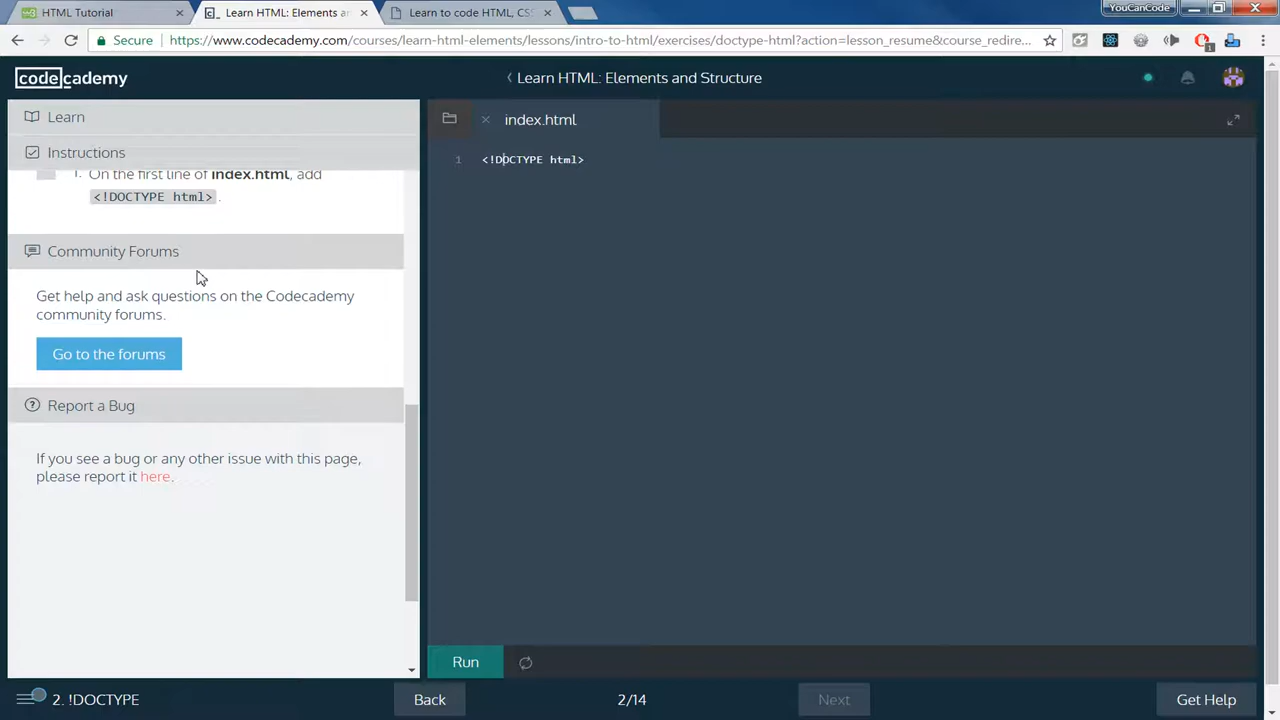 HTML Tutorial
Learn HTML: Elements a
Learn to code HTML, CS
YouCanCode
Secure
https://www.codecademy.com/courses/learn-html-elements/lessons/intro-to-html/exercises/doctype-html?action=lesson_resume&course_redire...
1
codecademy
Learn HTML: Elements and Structure
Learn
index.html
Instructions
1. On the first line of index.html, add
<!DOCTYPE html> .
1 <!DOCTYPE html>
Community Forums
Get help and ask questions on the Codecademy
community forums.
Go to the forums
Report a Bug
If you see a bug or any other issue with this page,
please report it here.
Run
2. !DOCTYPE
Back
2/14
Next
Get Help